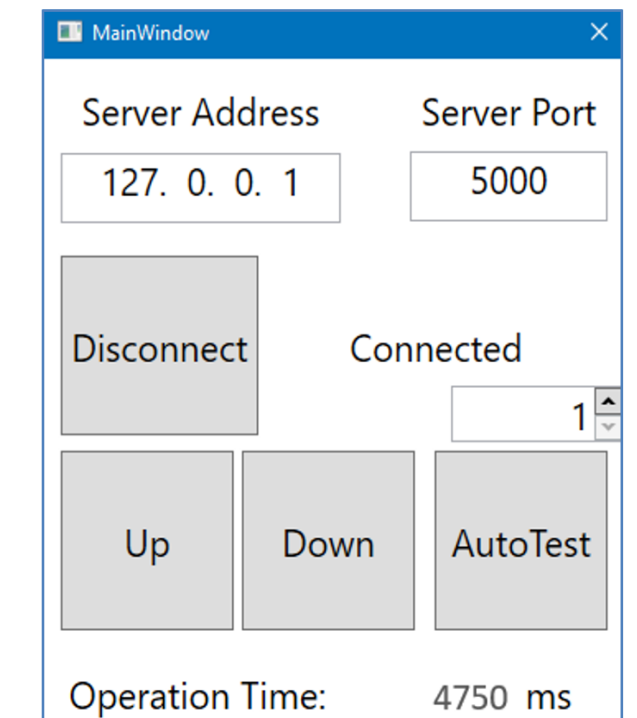 MainWindow
Server Address Server Port
127. 0. 0. 1 5000
Disconnect Connected
1
Up Down AutoTest
Operation Time: 4750 ms